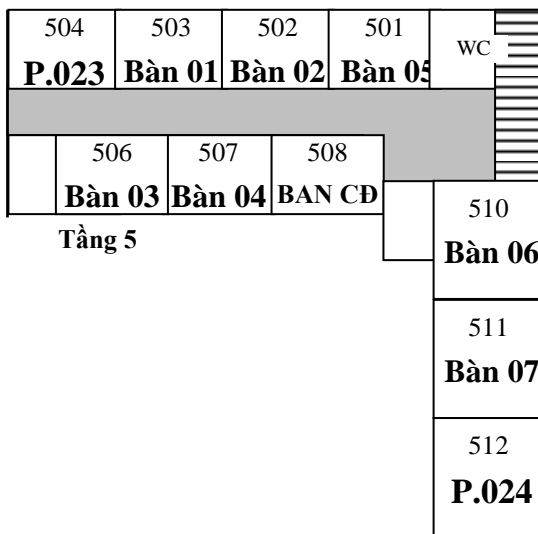 504 503 502 501 WC
P.023 Bàn 01 Bàn 02 Bàn 05
506 507 508
Bàn 03 Bàn 04 BAN CĐ
Tầng 5
510
Bàn 06
511
Bàn 07
512
P.024